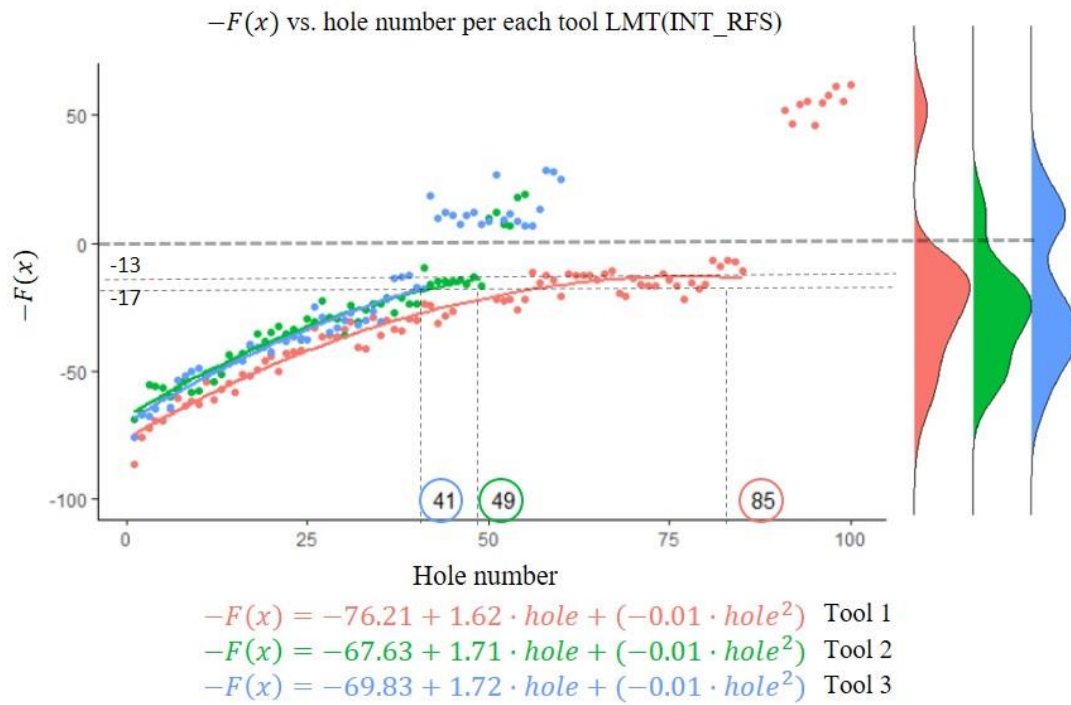 −F(x) vs. hole number per each tool LMT(INT_RFS)
−F(x)
50
0
-13
-17
-50
-100
41
49
85
0
25
50
75
100
Hole number
−F(x) = −76.21 + 1.62 · hole + (−0.01 · hole²) Tool 1
−F(x) = −67.63 + 1.71 · hole + (−0.01 · hole²) Tool 2
−F(x) = −69.83 + 1.72 · hole + (−0.01 · hole²) Tool 3